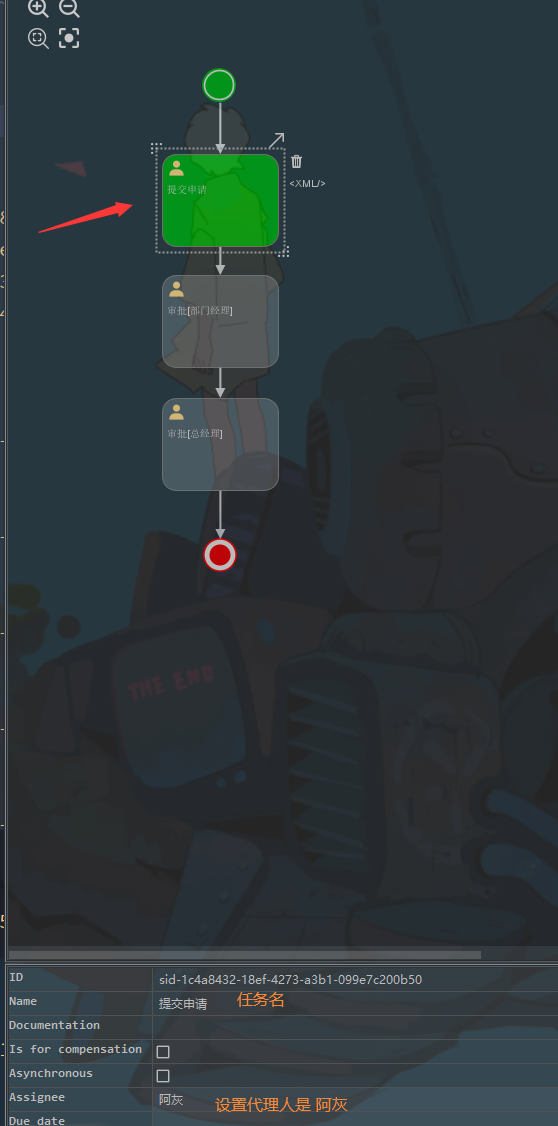 提交申请
<XML/>
审批[部门经理]
审批[总经理]
THE END
ID
sid-1c4a8432-18ef-4273-a3b1-099e7c200b50
Name
提交申请
任务名
Documentation
Is for compensation
Asynchronous
Assignee
阿灰
设置代理人是 阿灰
Due date